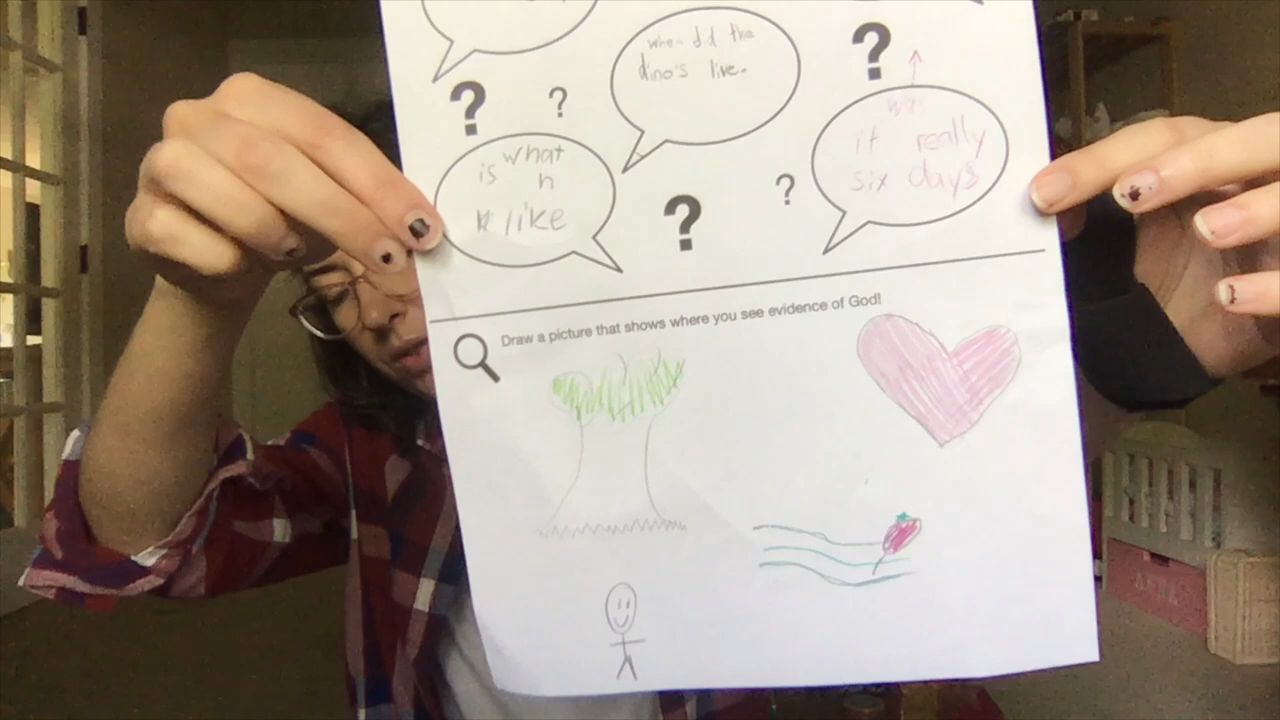 when did the
dino's live.
?
?
?
was
it really
six days
what
is h
like
?
?
Draw a picture that shows where you see evidence of God!